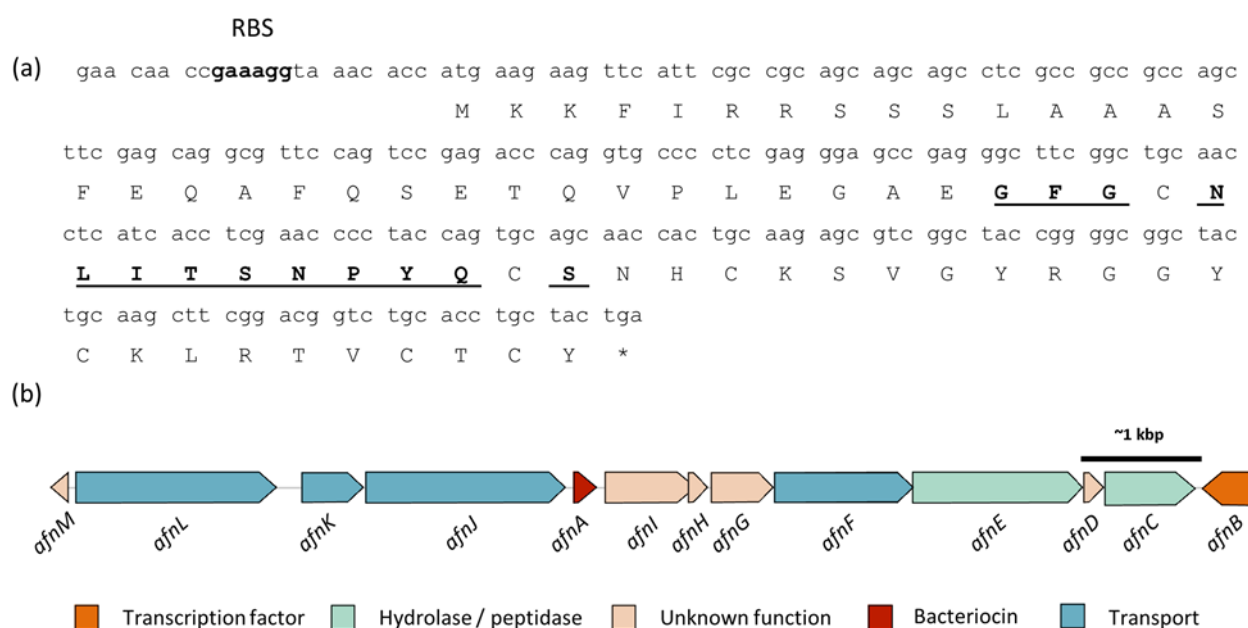 RBS
(a) gaa caa ccgaaaggta aac acc atg aag aag ttc att cgc cgc agc agc agc ctc gcc gcc gcc agc
M K K F I R R S S S L A A A S
ttc gag cag gcg ttc cag tcc gag acc cag gtg ccc ctc gag gga gcc gag ggc ttc ggc tgc aac
F E Q A F Q S E T Q V P L E G A E G F G C N
ctc atc acc tcg aac ccc tac cag tgc agc aac cac tgc aag agc gtc ggc tac cgg ggc ggc tac
L I T S N P Y Q C S N H C K S V G Y R G G Y
tgc aag ctt cgg acg gtc tgc acc tgc tac tga
C K L R T V C T C Y *
(b)
~1 kbp
afnM afnL afnK afnJ afnA afnI afnH afnG afnF afnE afnD afnC afnB
Transcription factor Hydrolase / peptidase Unknown function Bacteriocin Transport